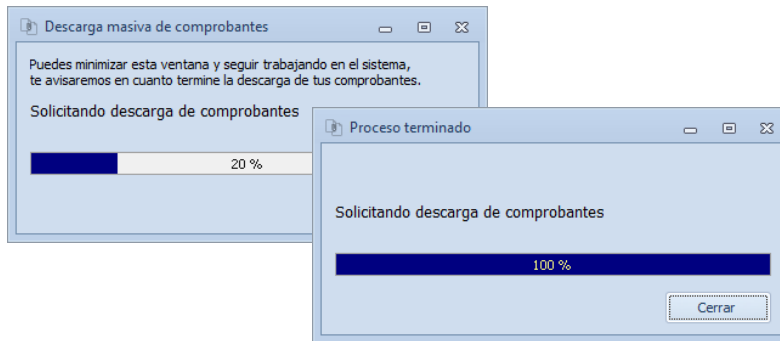 Descarga masiva de comprobantes
Puedes minimizar esta ventana y seguir trabajando en el sistema,
te avisaremos en cuanto termine la descarga de tus comprobantes.
Solicitando descarga de comprobantes
20 %
Proceso terminado
Solicitando descarga de comprobantes
100 %
Cerrar